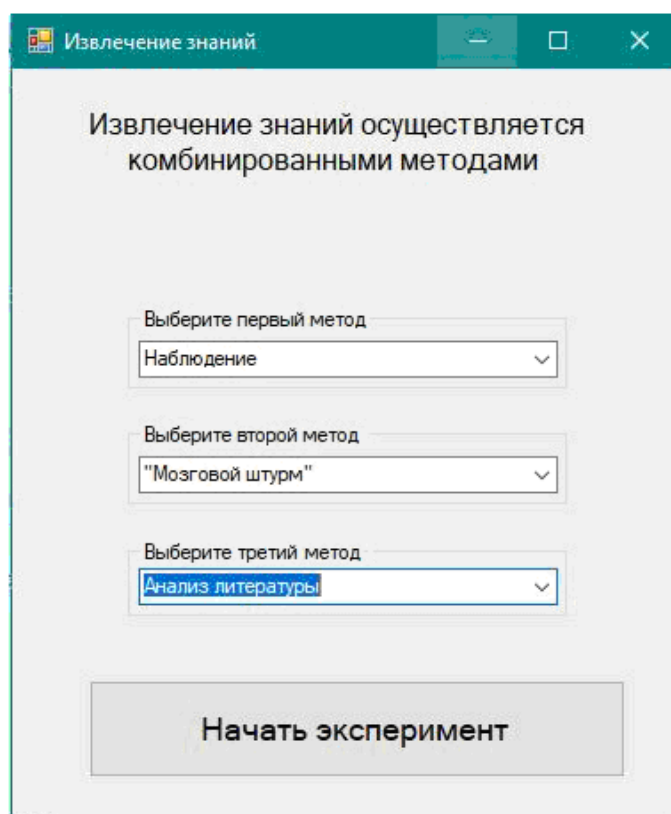 Извлечение знаний
Извлечение знаний осуществляется
комбинированными методами
Выберите первый метод
Наблюдение
Выберите второй метод
"Мозговой штурм"
Выберите третий метод
Анализ литературы
Начать эксперимент